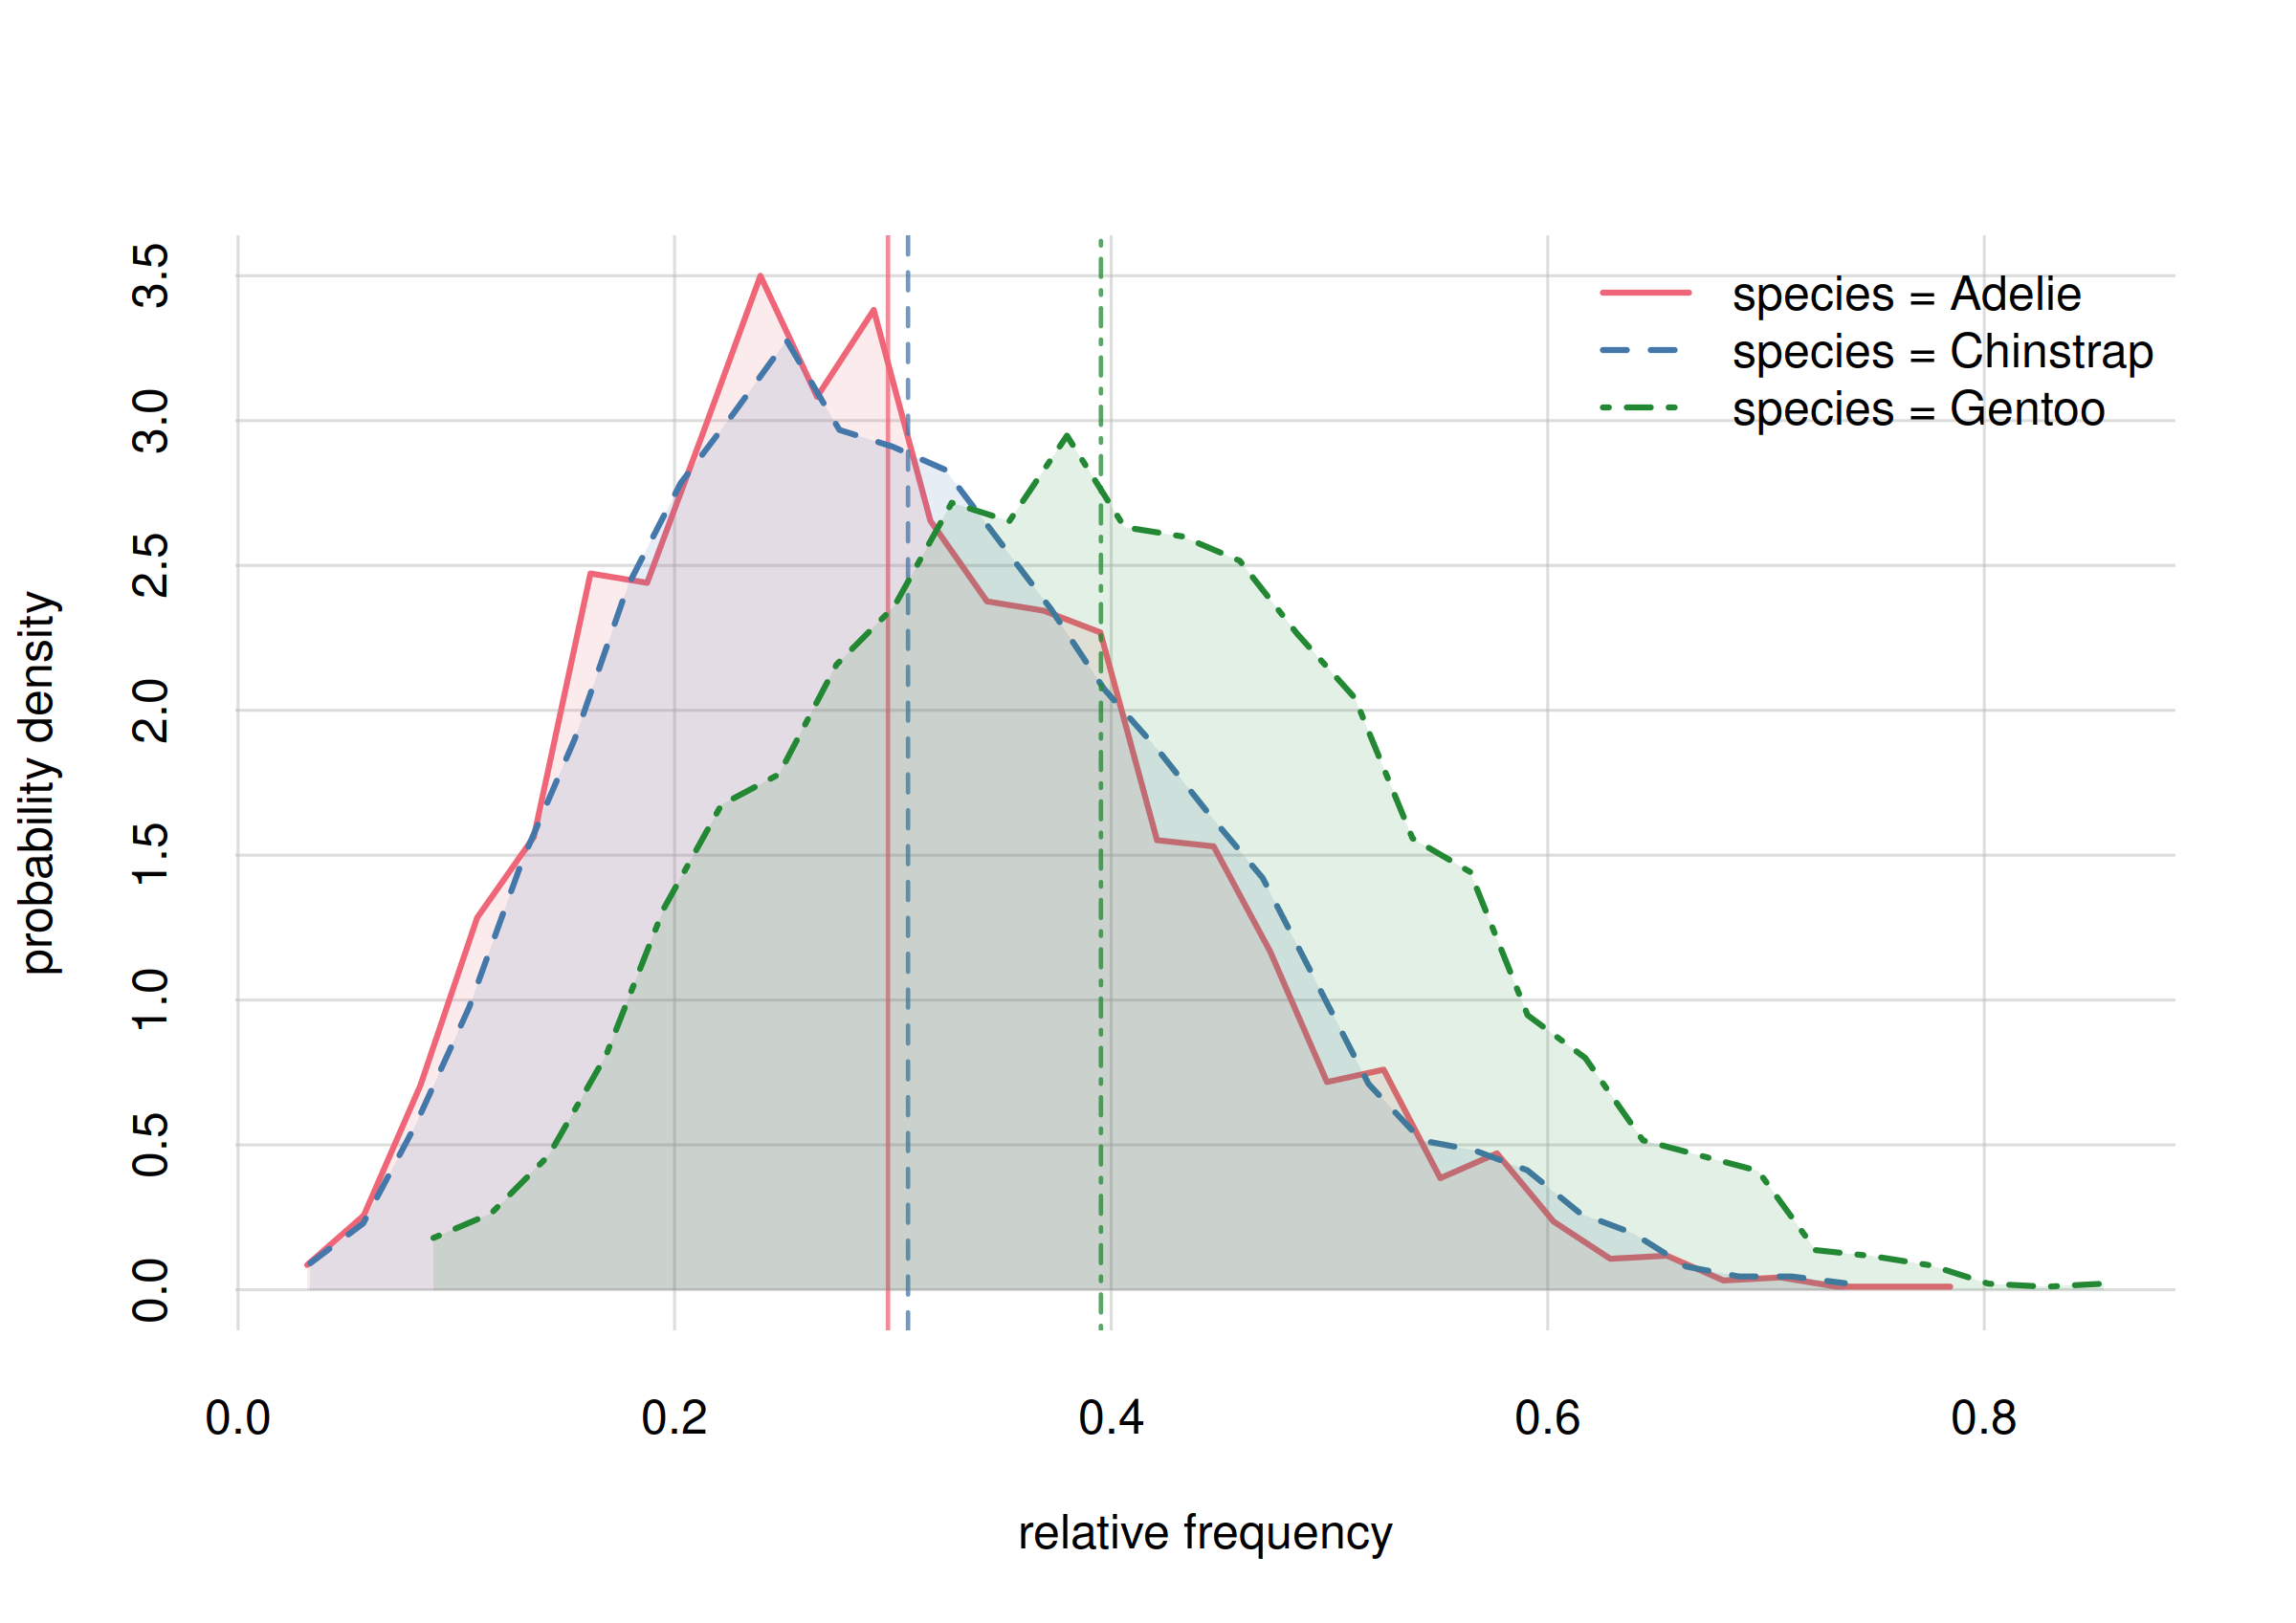 3.5
3.0
2.5
2.0
1.5
1.0
0.5
0.0
probability density
species = Adelie
species = Chinstrap
species = Gentoo
0.0 0.2 0.4 0.6 0.8
relative frequency